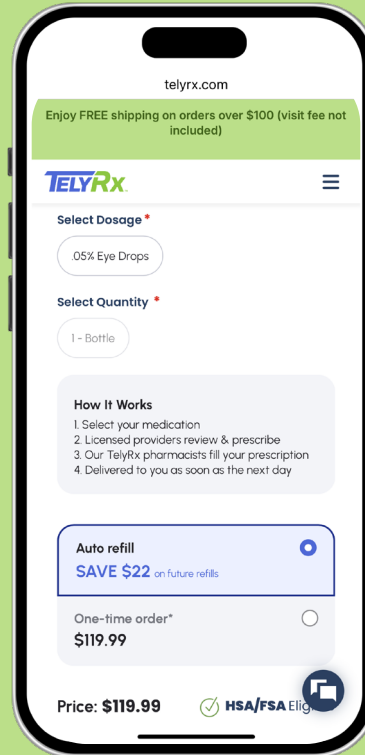 telyrx.com
Enjoy FREE shipping on orders over $100 (visit fee not
included)
TELYRX.
Select Dosage*
.05% Eye Drops
Select Quantity *
1 - Bottle
How It Works
1. Select your medication
2. Licensed providers review & prescribe
3. Our TelyRx pharmacists fill your prescription
4. Delivered to you as soon as the next day
Auto refill
SAVE $22 on future refills
One-time order*
$119.99
Price: $119.99
HSA/FSA Elig